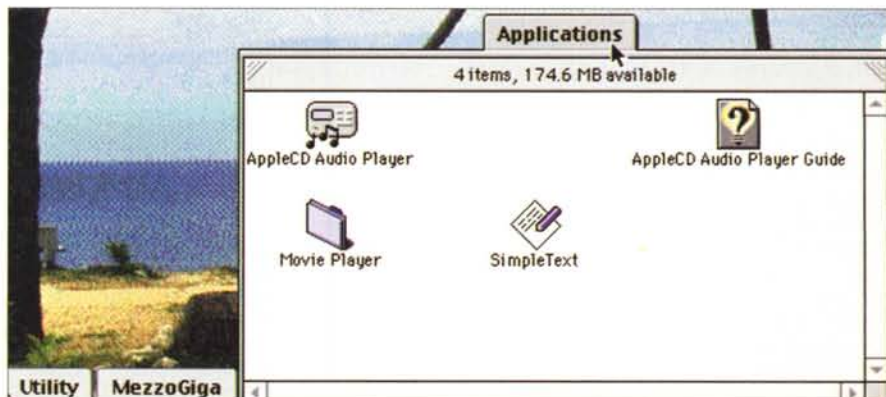 Applications
4 items, 174.6 MB available
AppleCD Audio Player
AppleCD Audio Player Guide
Movie Player
SimpleText
Utility
MezzoGiga